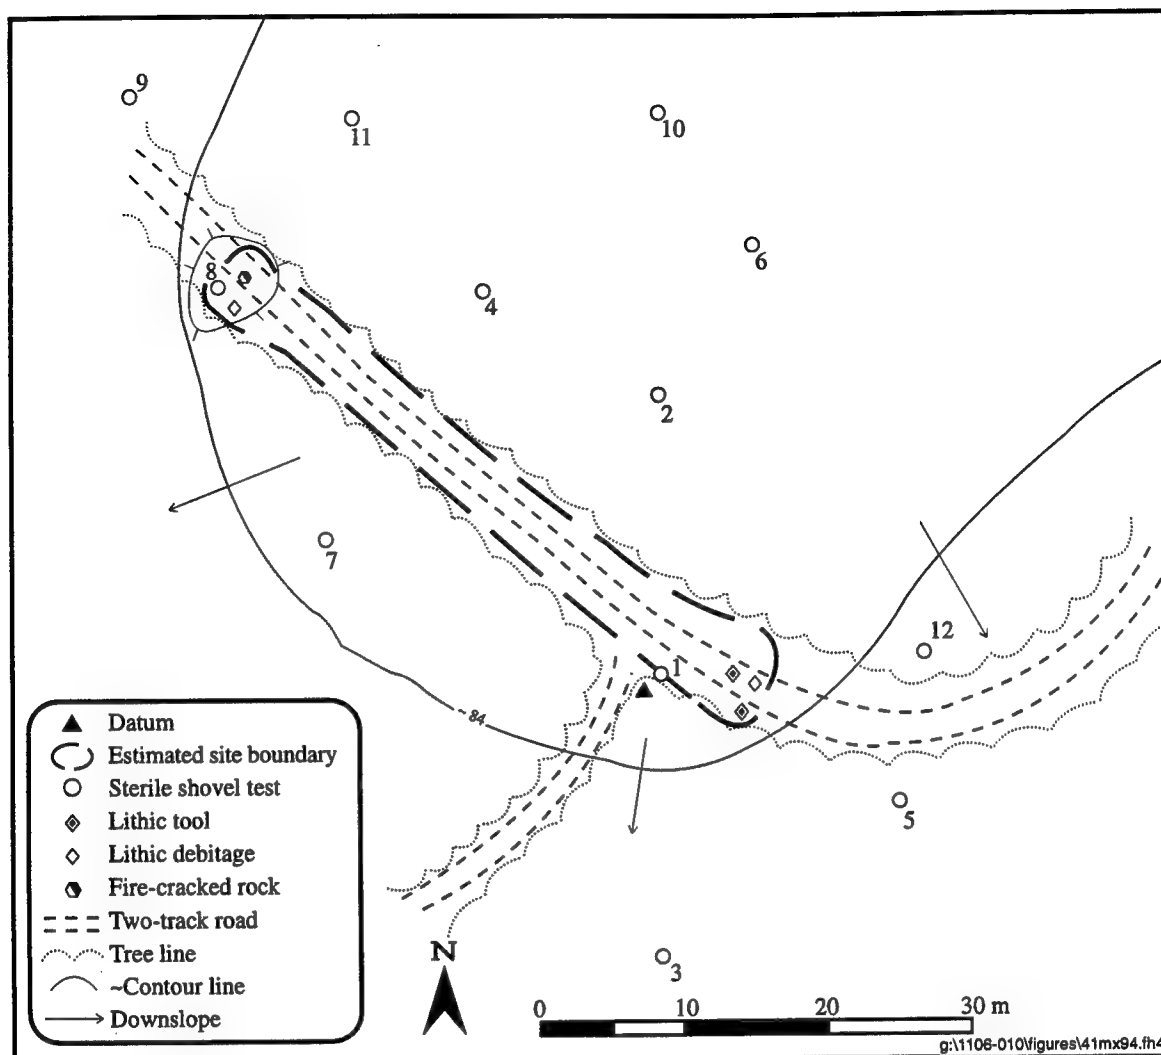 9
11
10
6
8
4
2
7
12
1
84
5
3
Datum
Estimated site boundary
Sterile shovel test
Lithic tool
Lithic debitage
Fire-cracked rock
Two-track road
Tree line
~Contour line
Downslope
N
0 10 20 30 m
g:\1106-010\figures\41mx94.fh4